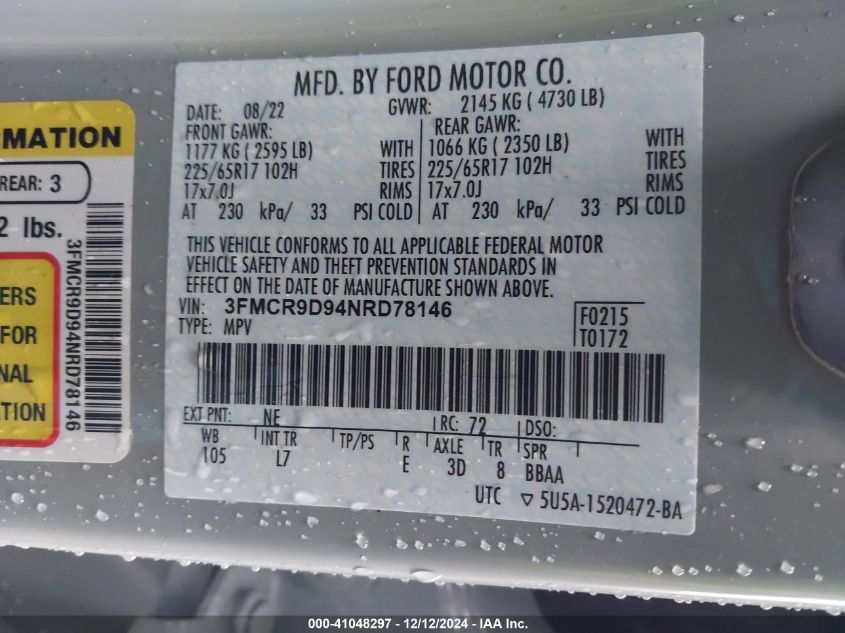 MFD. BY FORD MOTOR CO.
DATE: 08/22 GVWR: 2145 KG ( 4730 LB)
FRONT GAWR: REAR GAWR:
1177 KG ( 2595 LB) WITH 1066 KG ( 2350 LB) WITH
225/65R17 102H TIRES 225/65R17 102H TIRES
17x7.0J RIMS 17x7.0J RIMS
AT 230 kPa/ 33 PSI COLD AT 230 kPa/ 33 PSI COLD
THIS VEHICLE CONFORMS TO ALL APPLICABLE FEDERAL MOTOR
VEHICLE SAFETY AND THEFT PREVENTION STANDARDS IN
EFFECT ON THE DATE OF MANUFACTURE SHOWN ABOVE.
VIN: 3FMCR9D94NRD78146
TYPE: MPV
F0215
T0172
EXT PNT: NE RC: 72 DSO:
WB INT TR TP/PS R AXLE TR SPR
105 L7 E 3D 8 BBAA
UTC ▽ 5U5A-1520472-BA
MATION
REAR: 3
2 lbs.
3FMCR9D94NRD78146
ERS
FOR
NAL
TATION
000-41048297 - 12/12/2024 - IAA Inc.